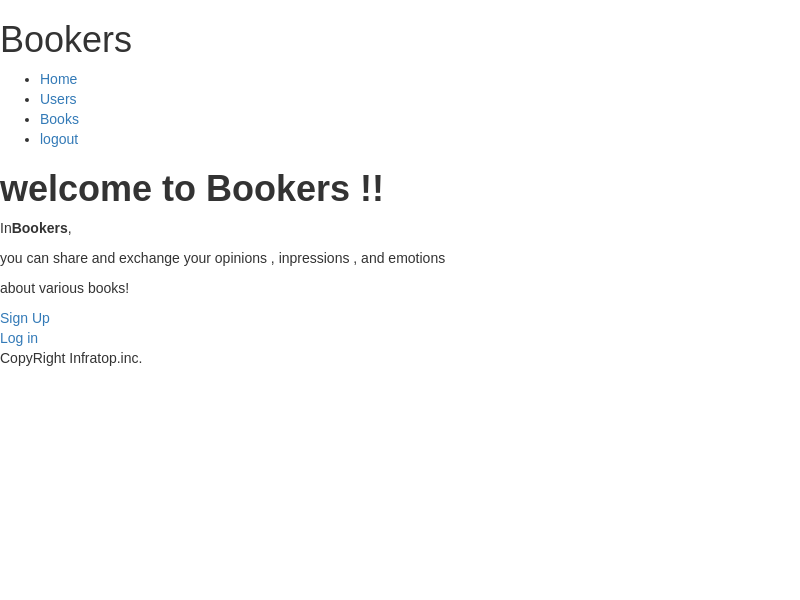 Bookers
Home
Users
Books
logout
welcome to Bookers !!
InBookers,
you can share and exchange your opinions , inpressions , and emotions
about various books!
Sign Up
Log in
CopyRight Infratop.inc.